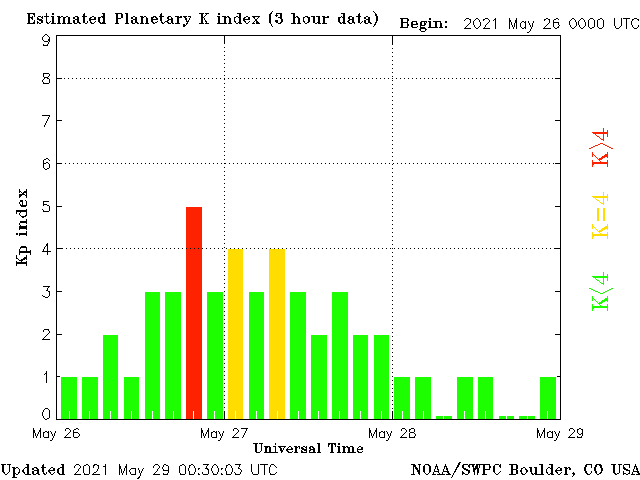 Estimated Planetary K index (3 hour data) Begin: 2021 May 26 0000 UTC
9
8
7
6
5
4
3
2
1
0
Kp index
K>4
K=4
K<4
May 26 May 27 May 28 May 29
Universal Time
Updated 2021 May 29 00:30:03 UTC NOAA/SWPC Boulder, CO USA